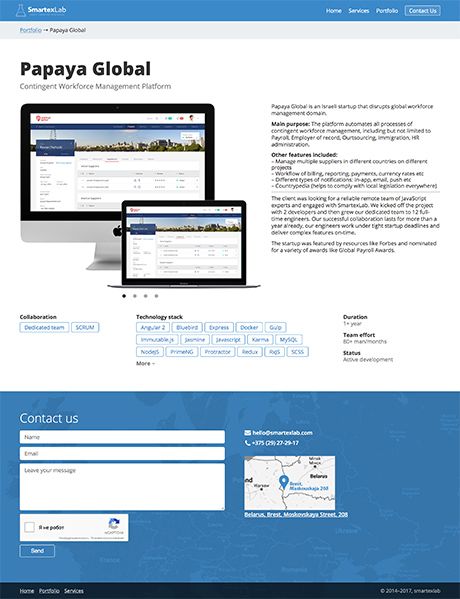 SmartexLab
Home Services Portfolio Contact Us
Portfolio → Papaya Global
Papaya Global
Contingent Workforce Management Platform
Papaya Global is an Israeli startup that disrupts global workforce
management domain.
Main purpose: The platform automates all processes of
contingent workforce management, including but not limited to
Payroll, Employer of record, Outsourcing, Immigration, HR
administration.
Other features included:
– Manage multiple suppliers in different countries on different
projects
– Workflow of billing, reporting, payments, currency rates etc
– Different types of notifications: in-app, email, push etc
– Countrypedia (helps to comply with local legislation everywhere)
The client was looking for a reliable remote team of JavaScript
experts and engaged with SmartexLab. We kicked off the project
with 2 developers and then grew our dedicated team to 12 full-
time engineers. Our successful collaboration lasts for more than a
year already, our engineers work under tight startup deadlines and
deliver complex features on-time.
The startup was featured by resources like Forbes and nominated
for a variety of awards like Global Payroll Awards.
Collaboration
Dedicated team SCRUM
Technology stack
Angular 2 Bluebird Express Docker Gulp
Immutable.js Jasmine Javascript Karma MySQL
NodeJS PrimeNG Protractor Redux RxJS SCSS
More
Duration
1+ year
Team effort
80+ man/months
Status
Active development
Contact us
Name
Email
Leave your message
Я не робот
reCAPTCHA
Send
hello@smartexlab.com
+375 (29) 27-29-17
Minsk
Минск
Belarus
Warsaw
Brest,
Moskovskaja 208
Belarus, Brest, Moskovskaya Street, 208
Home Portfolio Services
© 2014–2017, smartexlab